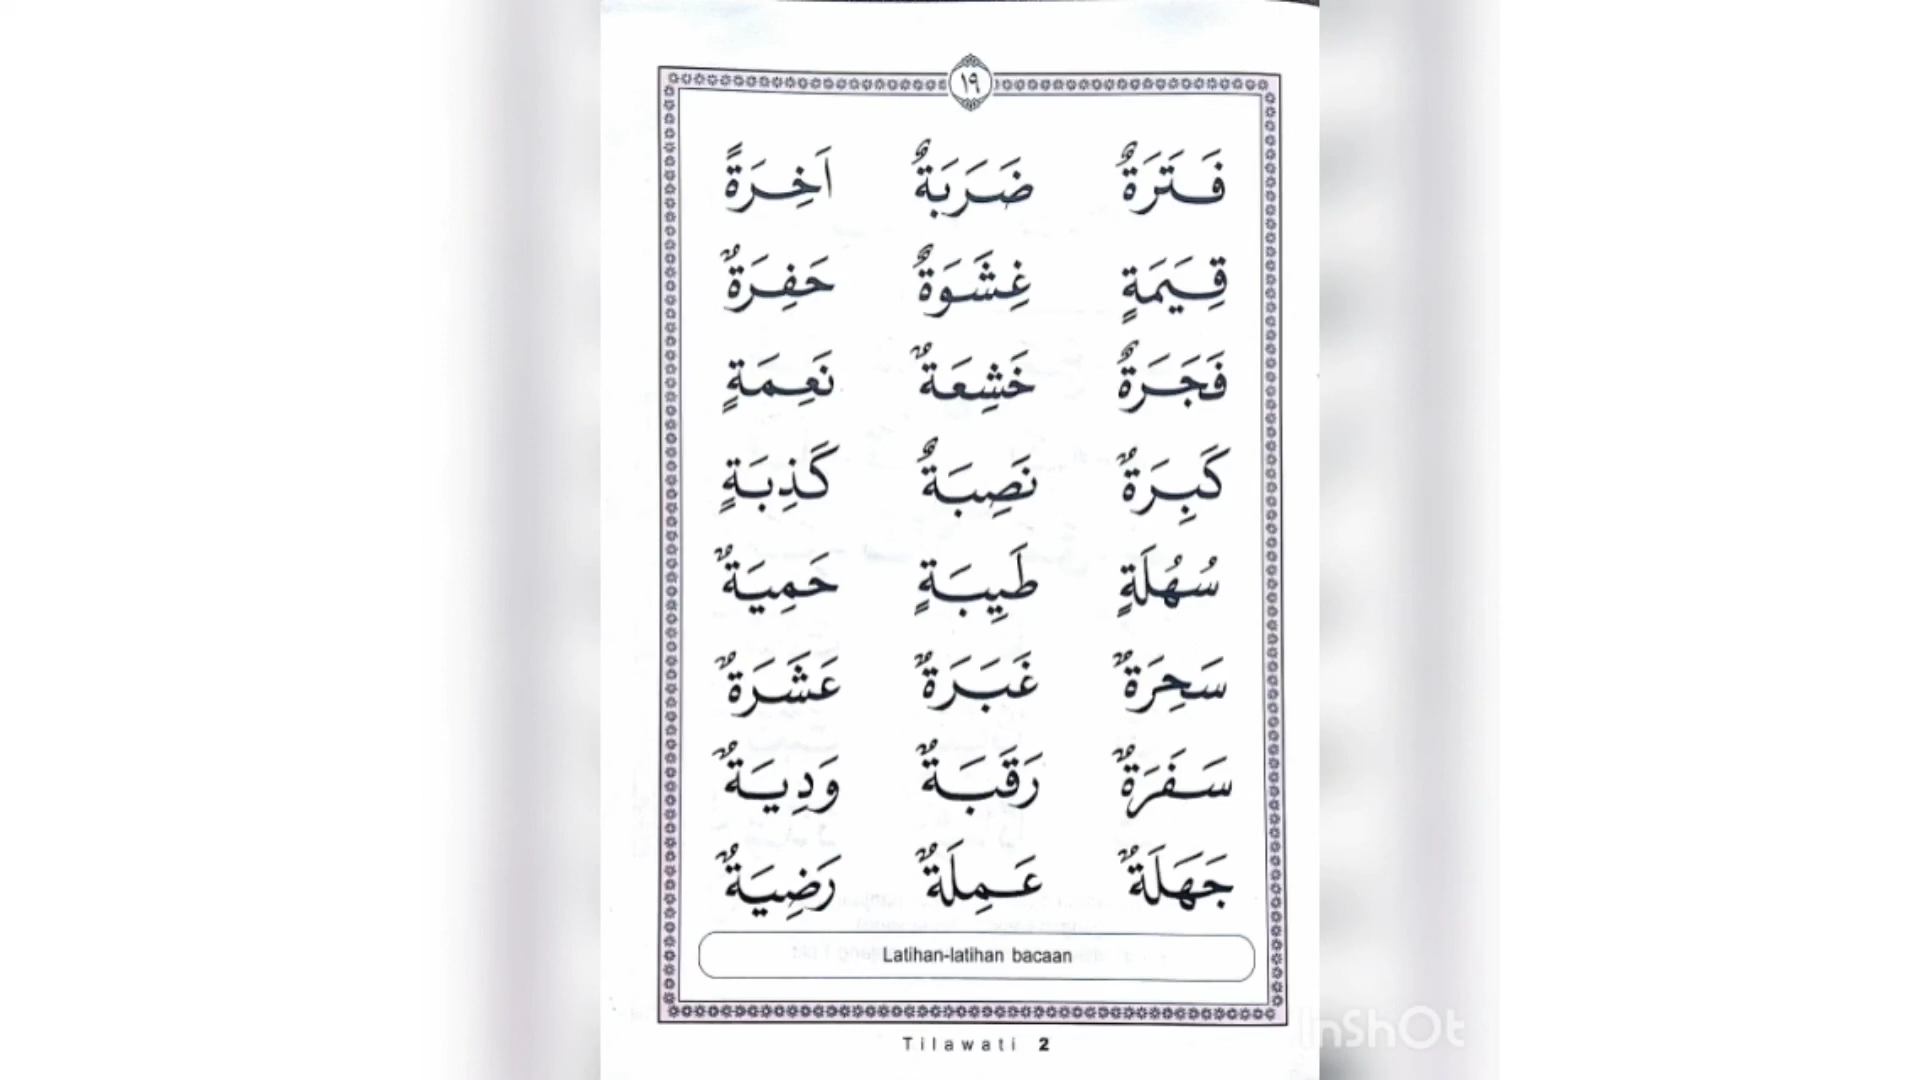 ١٩
فَتَرَةٌ ضَرَبَةٌ اَخِرَةً
قِيَمَةٍ غِشَوَةٌ حَفِرَةٌ
فَجَرَةٌ خَشِعَةٌ نَعِمَةٍ
كَبِرَةٌ نَصِبَةٌ كَذِبَةٍ
سُهُلَةٍ طَيِبَةٍ حَمِيَةٌ
سَحِرَةٌ غَبَرَةٌ عَشَرَةٌ
سَفَرَةٌ رَقَبَةٌ وَدِيَةٌ
جَهَلَةٌ عَمِلَةٌ رَضِيَةٌ
Latihan-latihan bacaan
Tilawati 2
InShOt